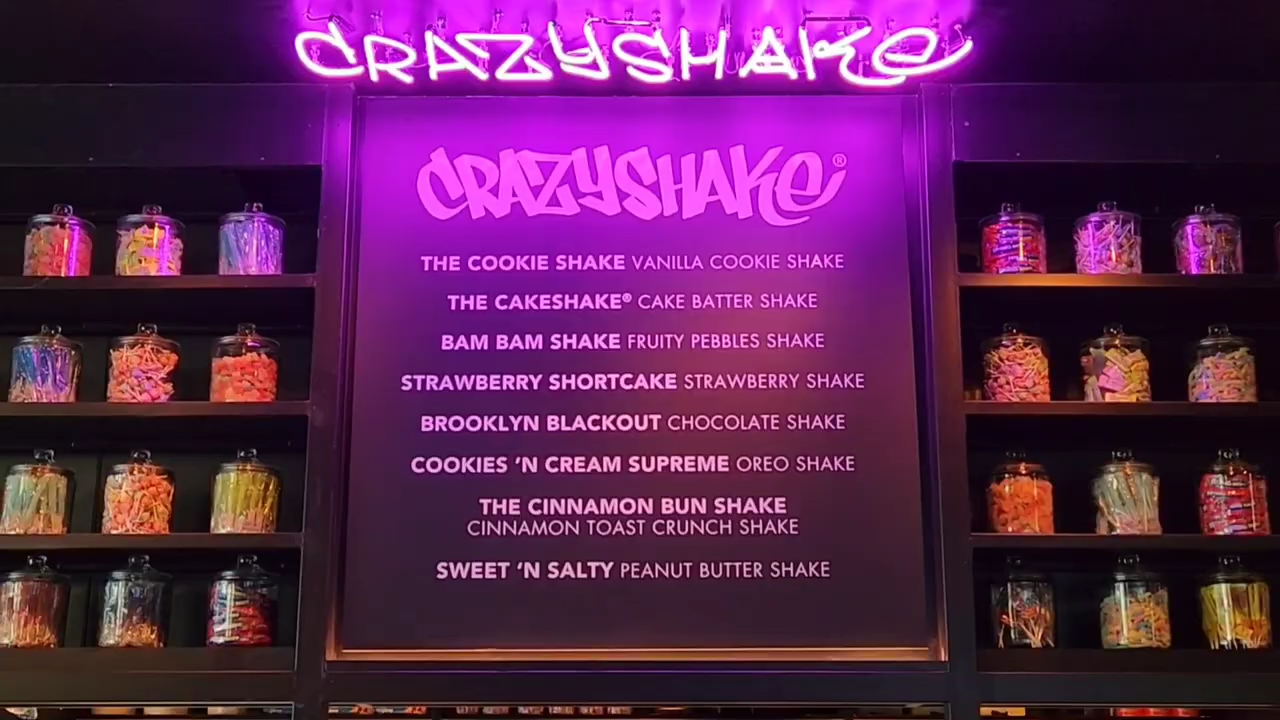 CRAZYSHAKE
CRAZYSHAKE®
THE COOKIE SHAKE VANILLA COOKIE SHAKE
THE CAKESHAKE® CAKE BATTER SHAKE
BAM BAM SHAKE FRUITY PEBBLES SHAKE
STRAWBERRY SHORTCAKE STRAWBERRY SHAKE
BROOKLYN BLACKOUT CHOCOLATE SHAKE
COOKIES ’N CREAM SUPREME OREO SHAKE
THE CINNAMON BUN SHAKE
CINNAMON TOAST CRUNCH SHAKE
SWEET ’N SALTY PEANUT BUTTER SHAKE